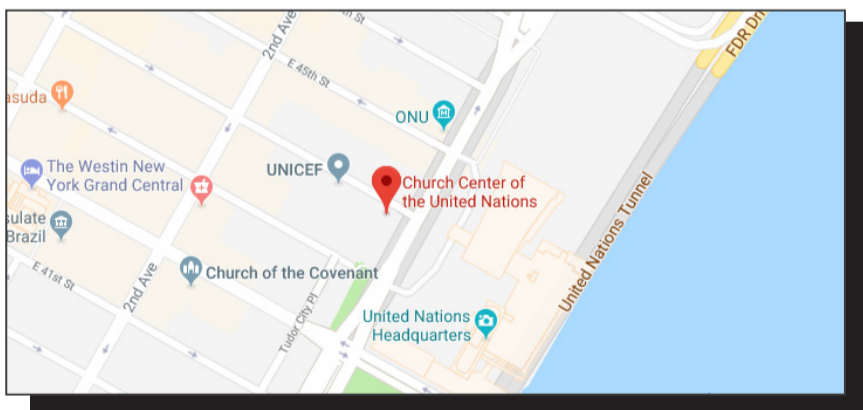 St
2nd Ave
FDR Dr
E 45th St
asuda
ONU
The Westin New
York Grand Central
UNICEF
Church Center of
the United Nations
sulate
Brazil
E 41st St
2nd Ave
Church of the Covenant
Tudor City Pl
United Nations Tunnel
United Nations
Headquarters